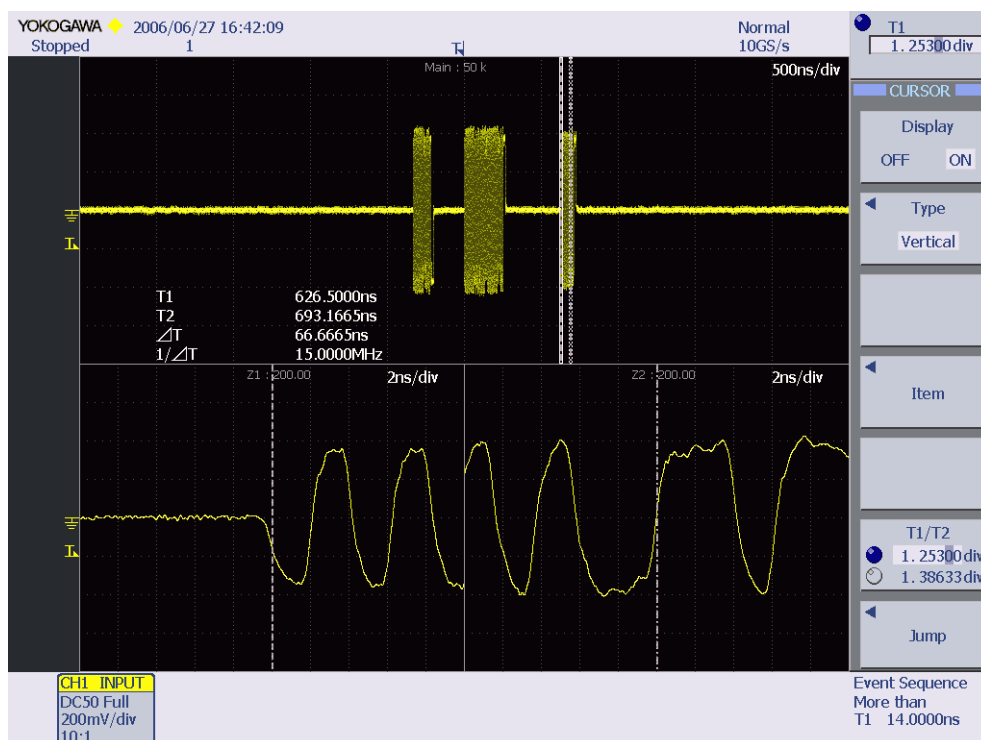 YOKOGAWA 2006/06/27 16:42:09
Stopped 1
Normal
10GS/s
T
Main : 50 k
500ns/div
T1 626.5000ns
T2 693.1665ns
⊿T 66.6665ns
1/⊿T 15.0000MHz
Z1 : 200.00 2ns/div
Z2 : 200.00 2ns/div
CH1 INPUT
DC50 Full
200mV/div
10:1
T1
1.25300div
CURSOR
Display
OFF ON
Type
Vertical
Item
T1/T2
1.25300div
1.38633div
Jump
Event Sequence
More than
T1 14.0000ns